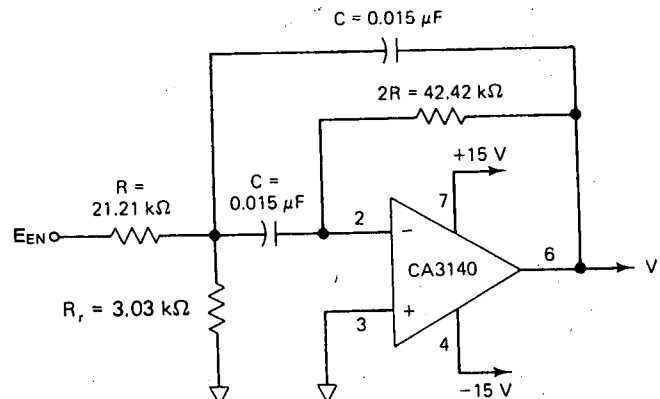 C = 0.015 μF
2R = 42.42 kΩ
+15 V
R =
21.21 kΩ
C =
0.015 μF
7
2
−
EEN
CA3140
6
V
Rr = 3.03 kΩ
3
+
4
−15 V